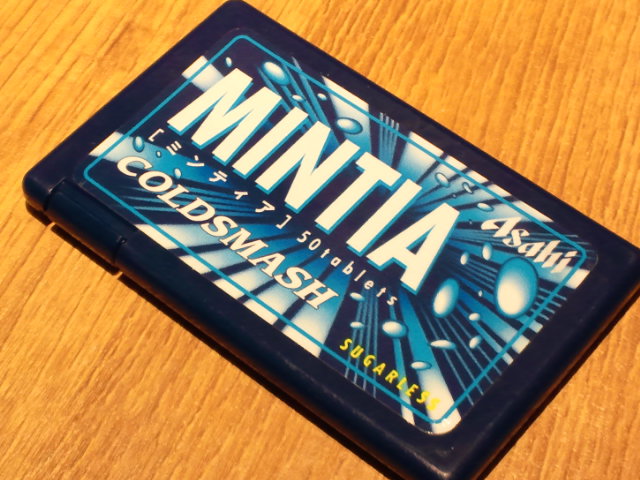 MINTIA
[ミンティア] 50tablets
COLDSMASH
Asahi
SUGARLESS